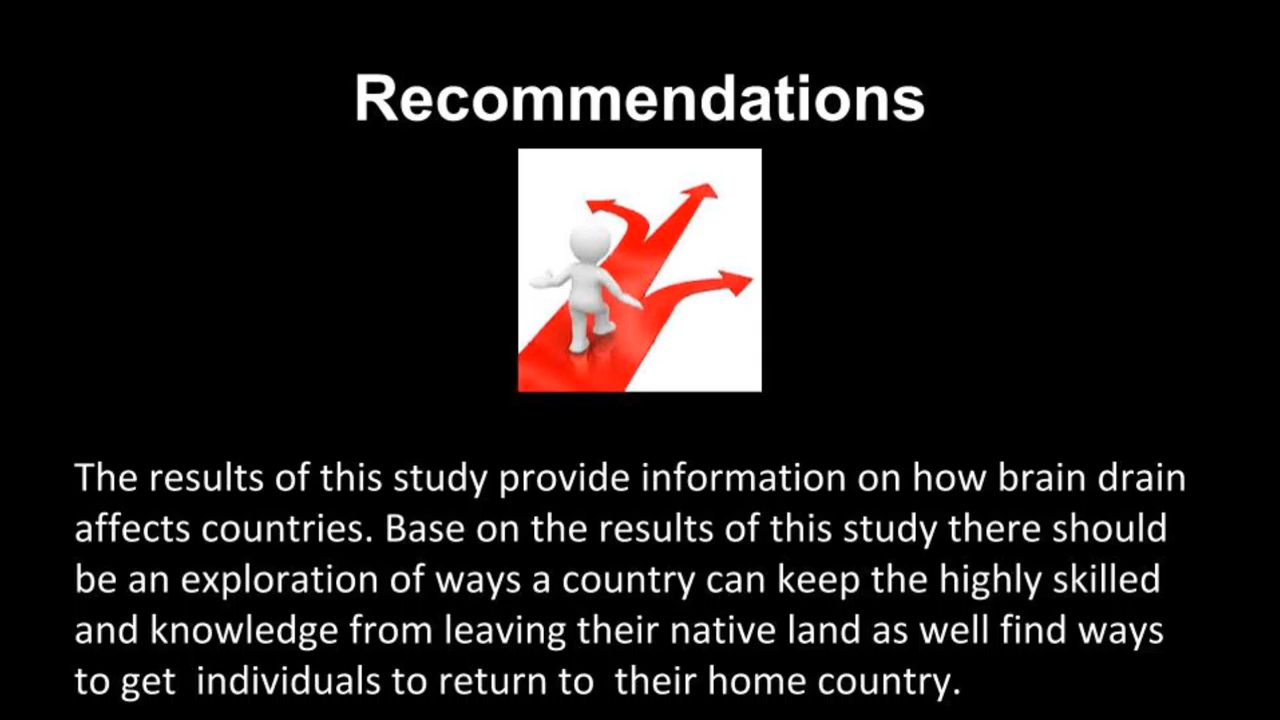 Recommendations
The results of this study provide information on how brain drain
affects countries. Base on the results of this study there should
be an exploration of ways a country can keep the highly skilled
and knowledge from leaving their native land as well find ways
to get  individuals to return to  their home country.